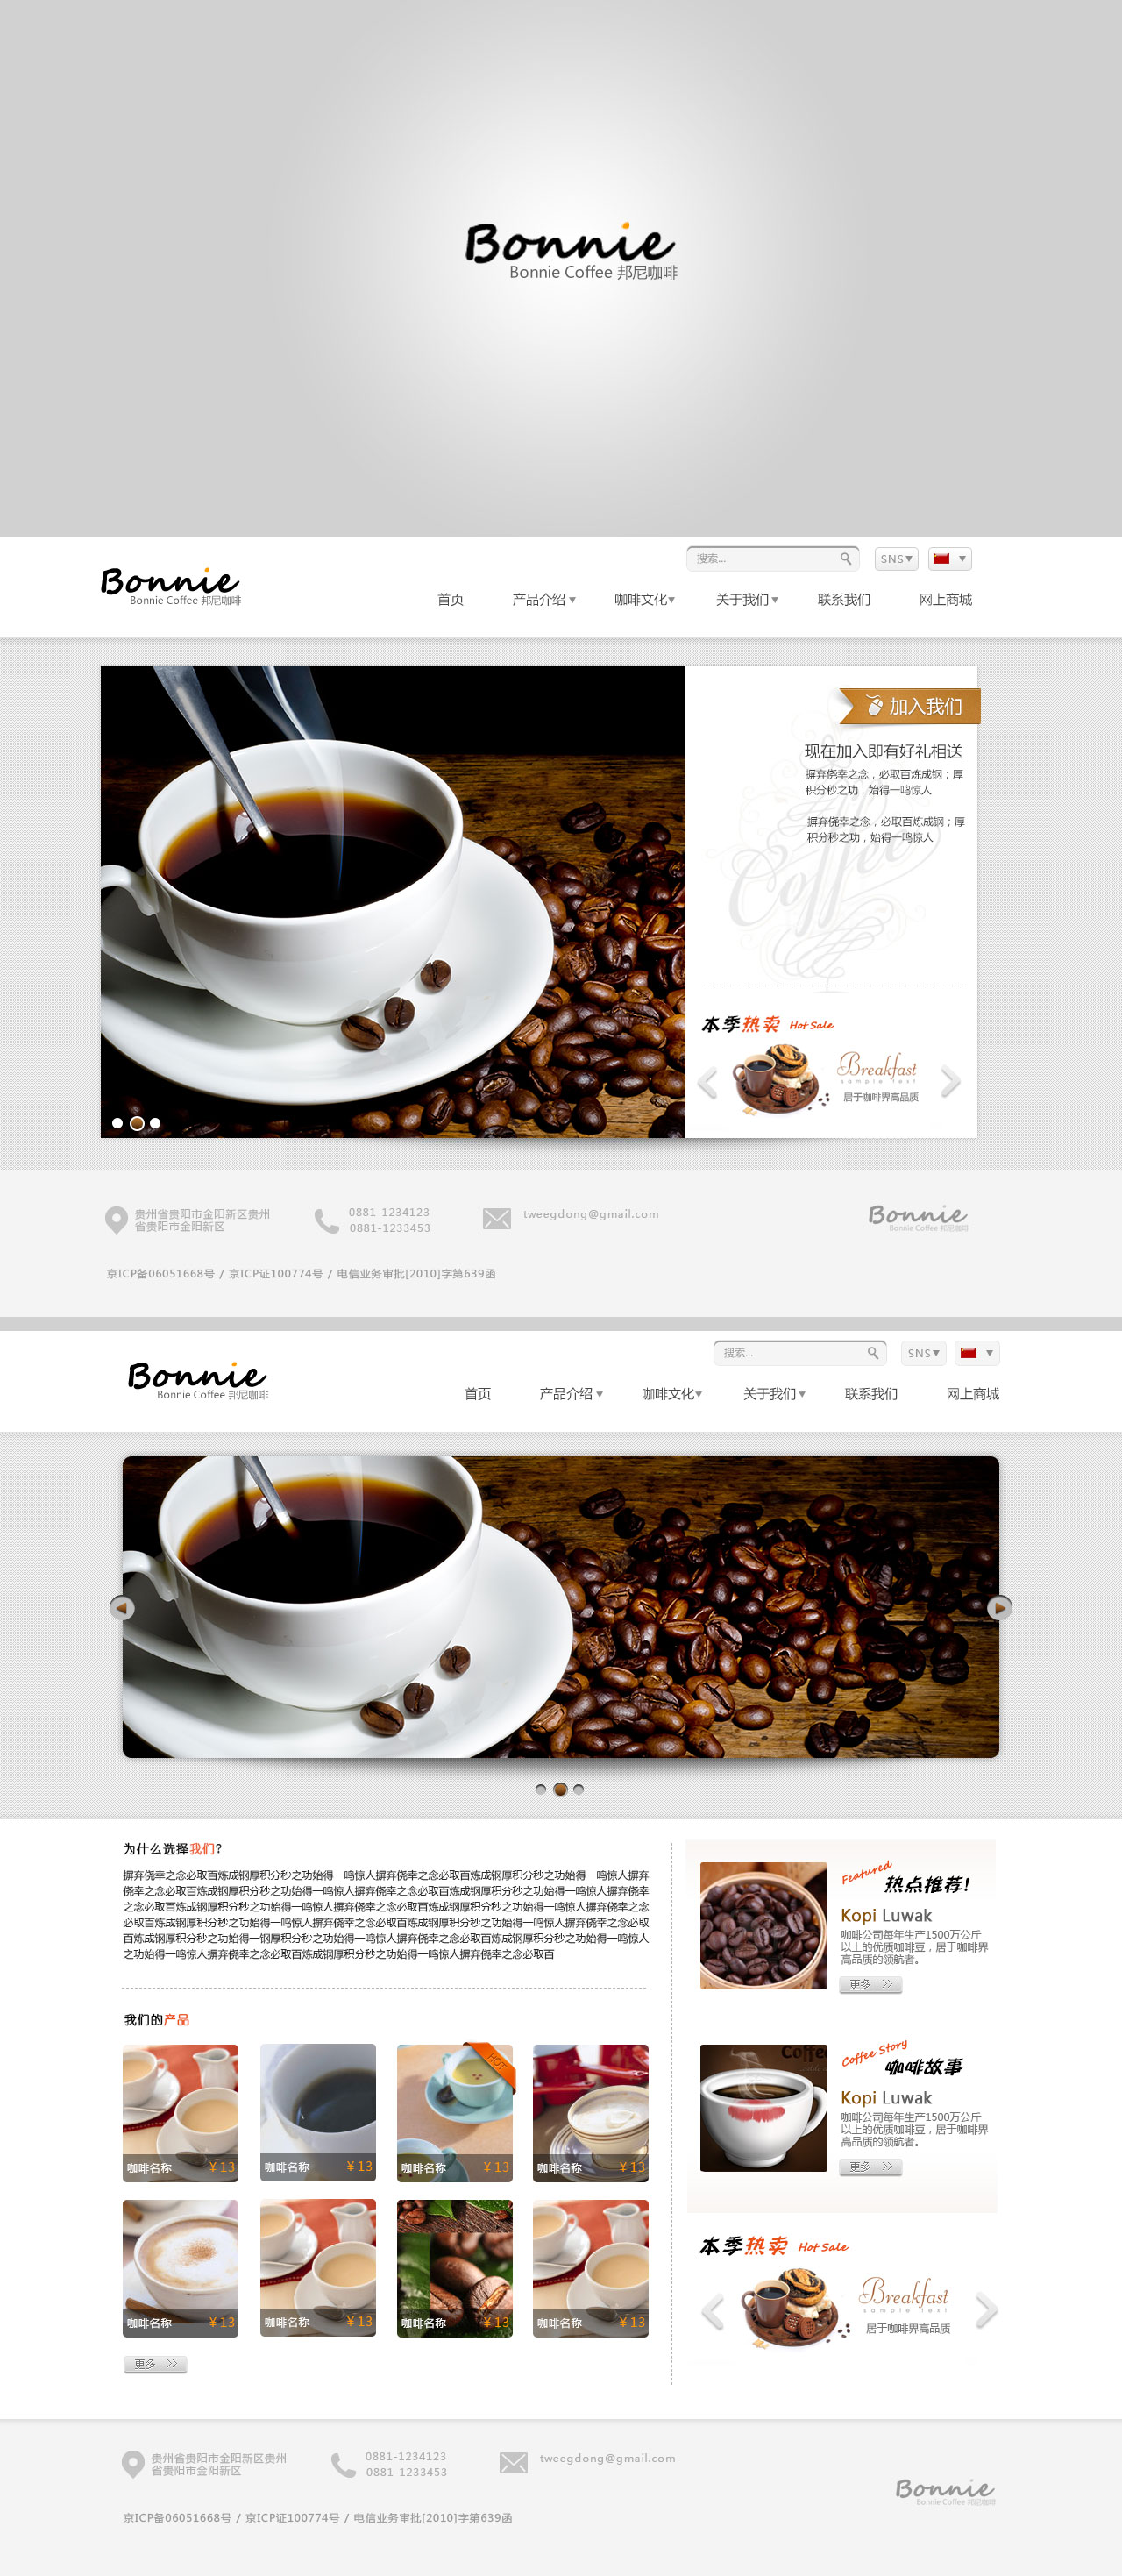 Bonnie
Bonnie Coffee 邦尼咖啡
搜索...
SNS
Bonnie
Bonnie Coffee 邦尼咖啡
首页 产品介绍 咖啡文化 关于我们 联系我们 网上商城
加入我们
现在加入即有好礼相送
摒弃侥幸之念，必取百炼成钢；厚
积分秒之功，始得一鸣惊人
摒弃侥幸之念，必取百炼成钢；厚
积分秒之功，始得一鸣惊人
Coffee
本季热卖 Hot Sale
Breakfast
sample text
居于咖啡界高品质
贵州省贵阳市金阳新区贵州
省贵阳市金阳新区
0881-1234123
0881-1233453
tweegdong@gmail.com
Bonnie
Bonnie Coffee 邦尼咖啡
京ICP备06051668号 / 京ICP证100774号 / 电信业务审批[2010]字第639函
搜索...
SNS
Bonnie
Bonnie Coffee 邦尼咖啡
首页 产品介绍 咖啡文化 关于我们 联系我们 网上商城
为什么选择我们?
摒弃侥幸之念必取百炼成钢厚积分秒之功始得一鸣惊人摒弃侥幸之念必取百炼成钢厚积分秒之功始得一鸣惊人摒弃
侥幸之念必取百炼成钢厚积分秒之功始得一鸣惊人摒弃侥幸之念必取百炼成钢厚积分秒之功始得一鸣惊人摒弃侥幸
之念必取百炼成钢厚积分秒之功始得一鸣惊人摒弃侥幸之念必取百炼成钢厚积分秒之功始得一鸣惊人摒弃侥幸之念
必取百炼成钢厚积分秒之功始得一鸣惊人摒弃侥幸之念必取百炼成钢厚积分秒之功始得一鸣惊人摒弃侥幸之念必取
百炼成钢厚积分秒之功始得一钢厚积分秒之功始得一鸣惊人摒弃侥幸之念必取百炼成钢厚积分秒之功始得一鸣惊人
之功始得一鸣惊人摒弃侥幸之念必取百炼成钢厚积分秒之功始得一鸣惊人摒弃侥幸之念必取百
我们的产品
HOT
咖啡名称 ￥13
咖啡名称 ￥13
咖啡名称 ￥13
咖啡名称 ￥13
咖啡名称 ￥13
咖啡名称 ￥13
咖啡名称 ￥13
咖啡名称 ￥13
更多 >>
Featured
热点推荐!
Kopi Luwak
咖啡公司每年生产1500万公斤
以上的优质咖啡豆，居于咖啡界
高品质的领航者。
更多 >>
Coffee
Coffee Story
咖啡故事
Kopi Luwak
咖啡公司每年生产1500万公斤
以上的优质咖啡豆，居于咖啡界
高品质的领航者。
更多 >>
本季热卖 Hot Sale
Breakfast
sample text
居于咖啡界高品质
贵州省贵阳市金阳新区贵州
省贵阳市金阳新区
0881-1234123
0881-1233453
tweegdong@gmail.com
Bonnie
Bonnie Coffee 邦尼咖啡
京ICP备06051668号 / 京ICP证100774号 / 电信业务审批[2010]字第639函